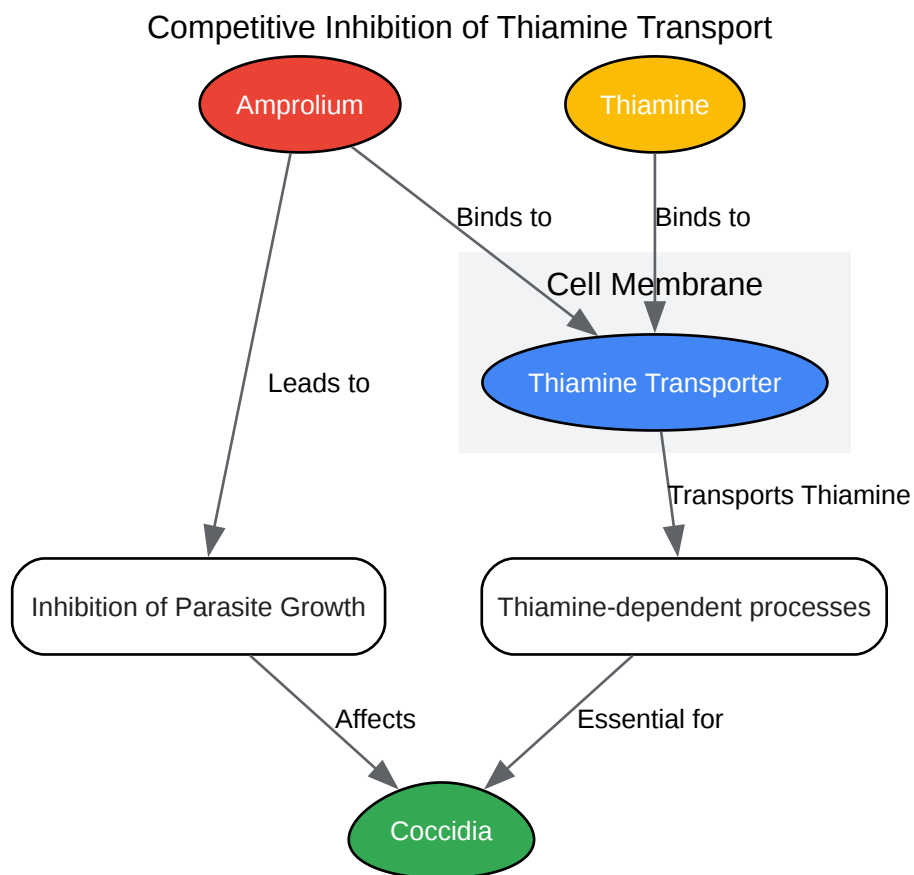 Competitive Inhibition of Thiamine Transport
Amprolium
Thiamine
Binds to
Binds to
Cell Membrane
Thiamine Transporter
Leads to
Transports Thiamine
Inhibition of Parasite Growth
Thiamine-dependent processes
Affects
Essential for
Coccidia